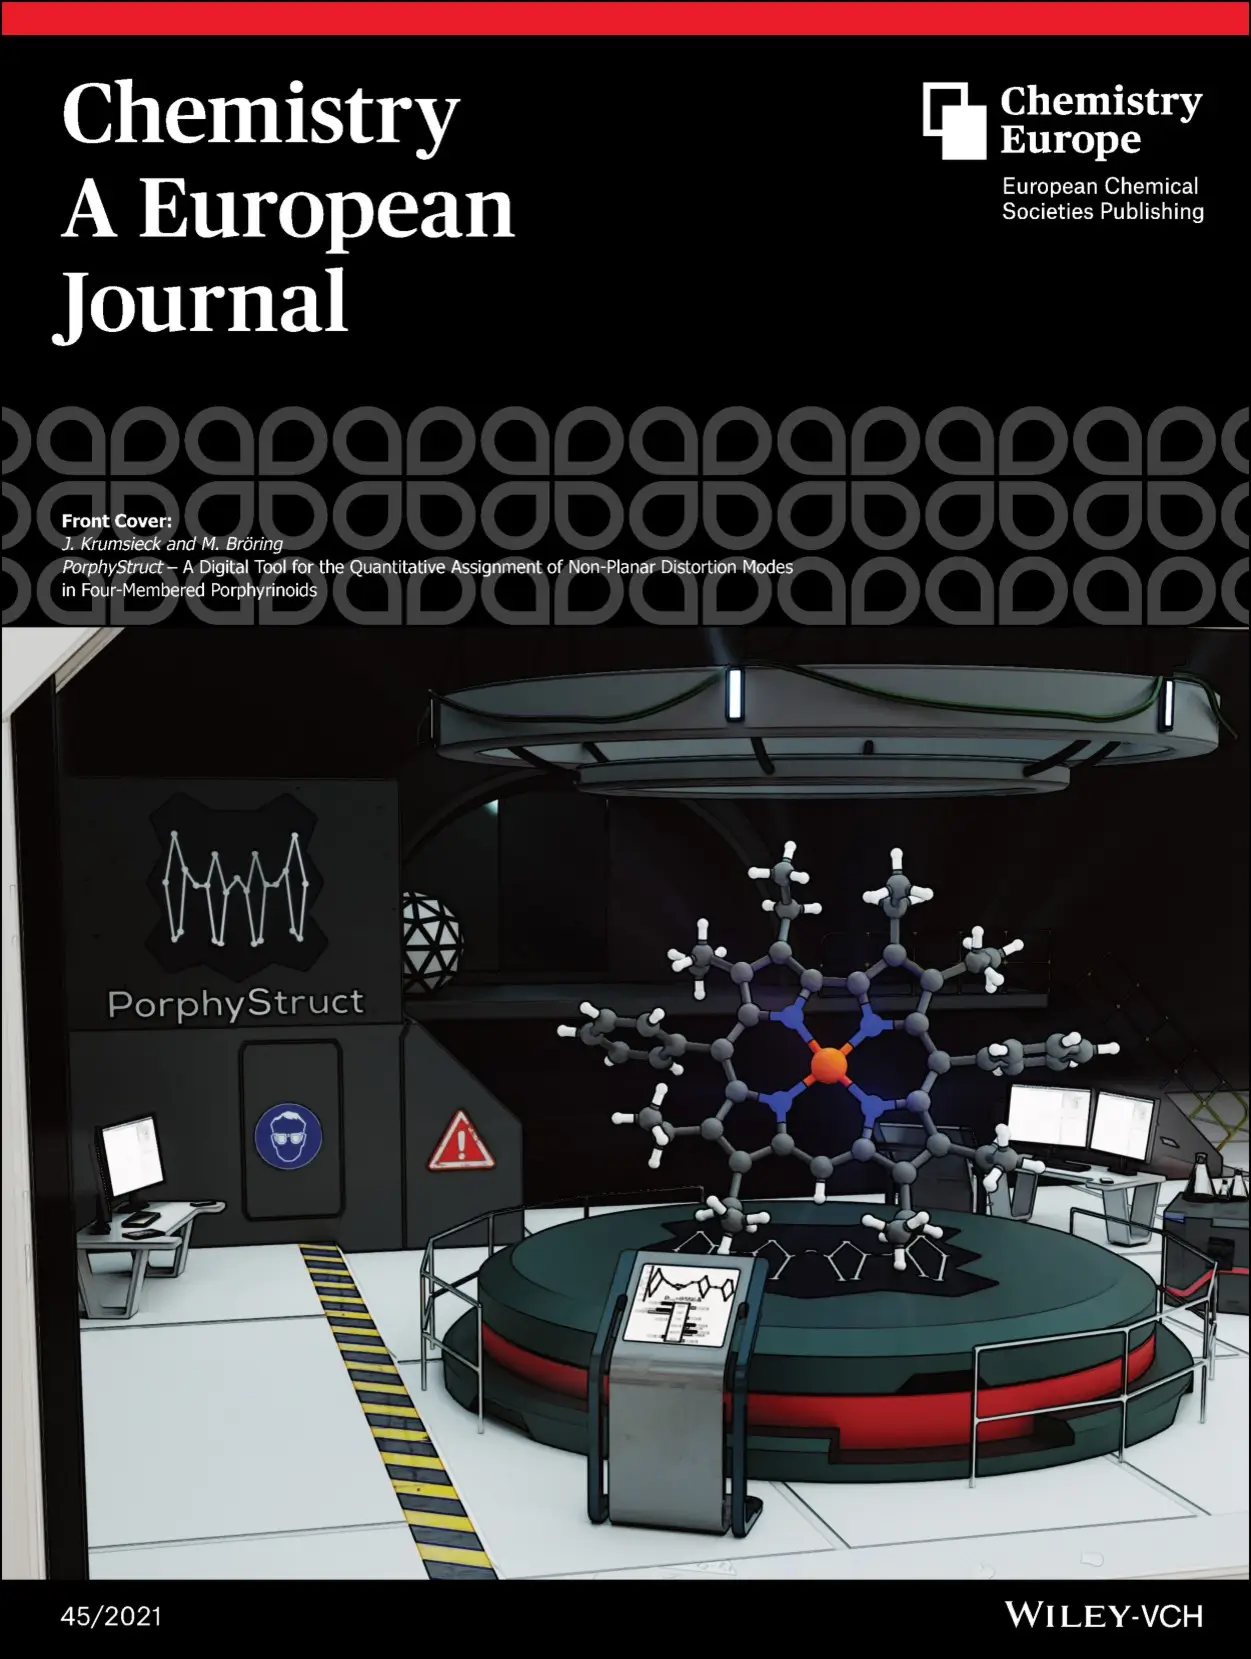 Chemistry
A European
Journal
Chemistry
Europe
European Chemical
Societies Publishing
Front Cover:
J. Krumsieck and M. Bröring
PorphyStruct – A Digital Tool for the Quantitative Assignment of Non-Planar Distortion Modes
in Four-Membered Porphyrinoids
PorphyStruct
45/2021
WILEY-VCH